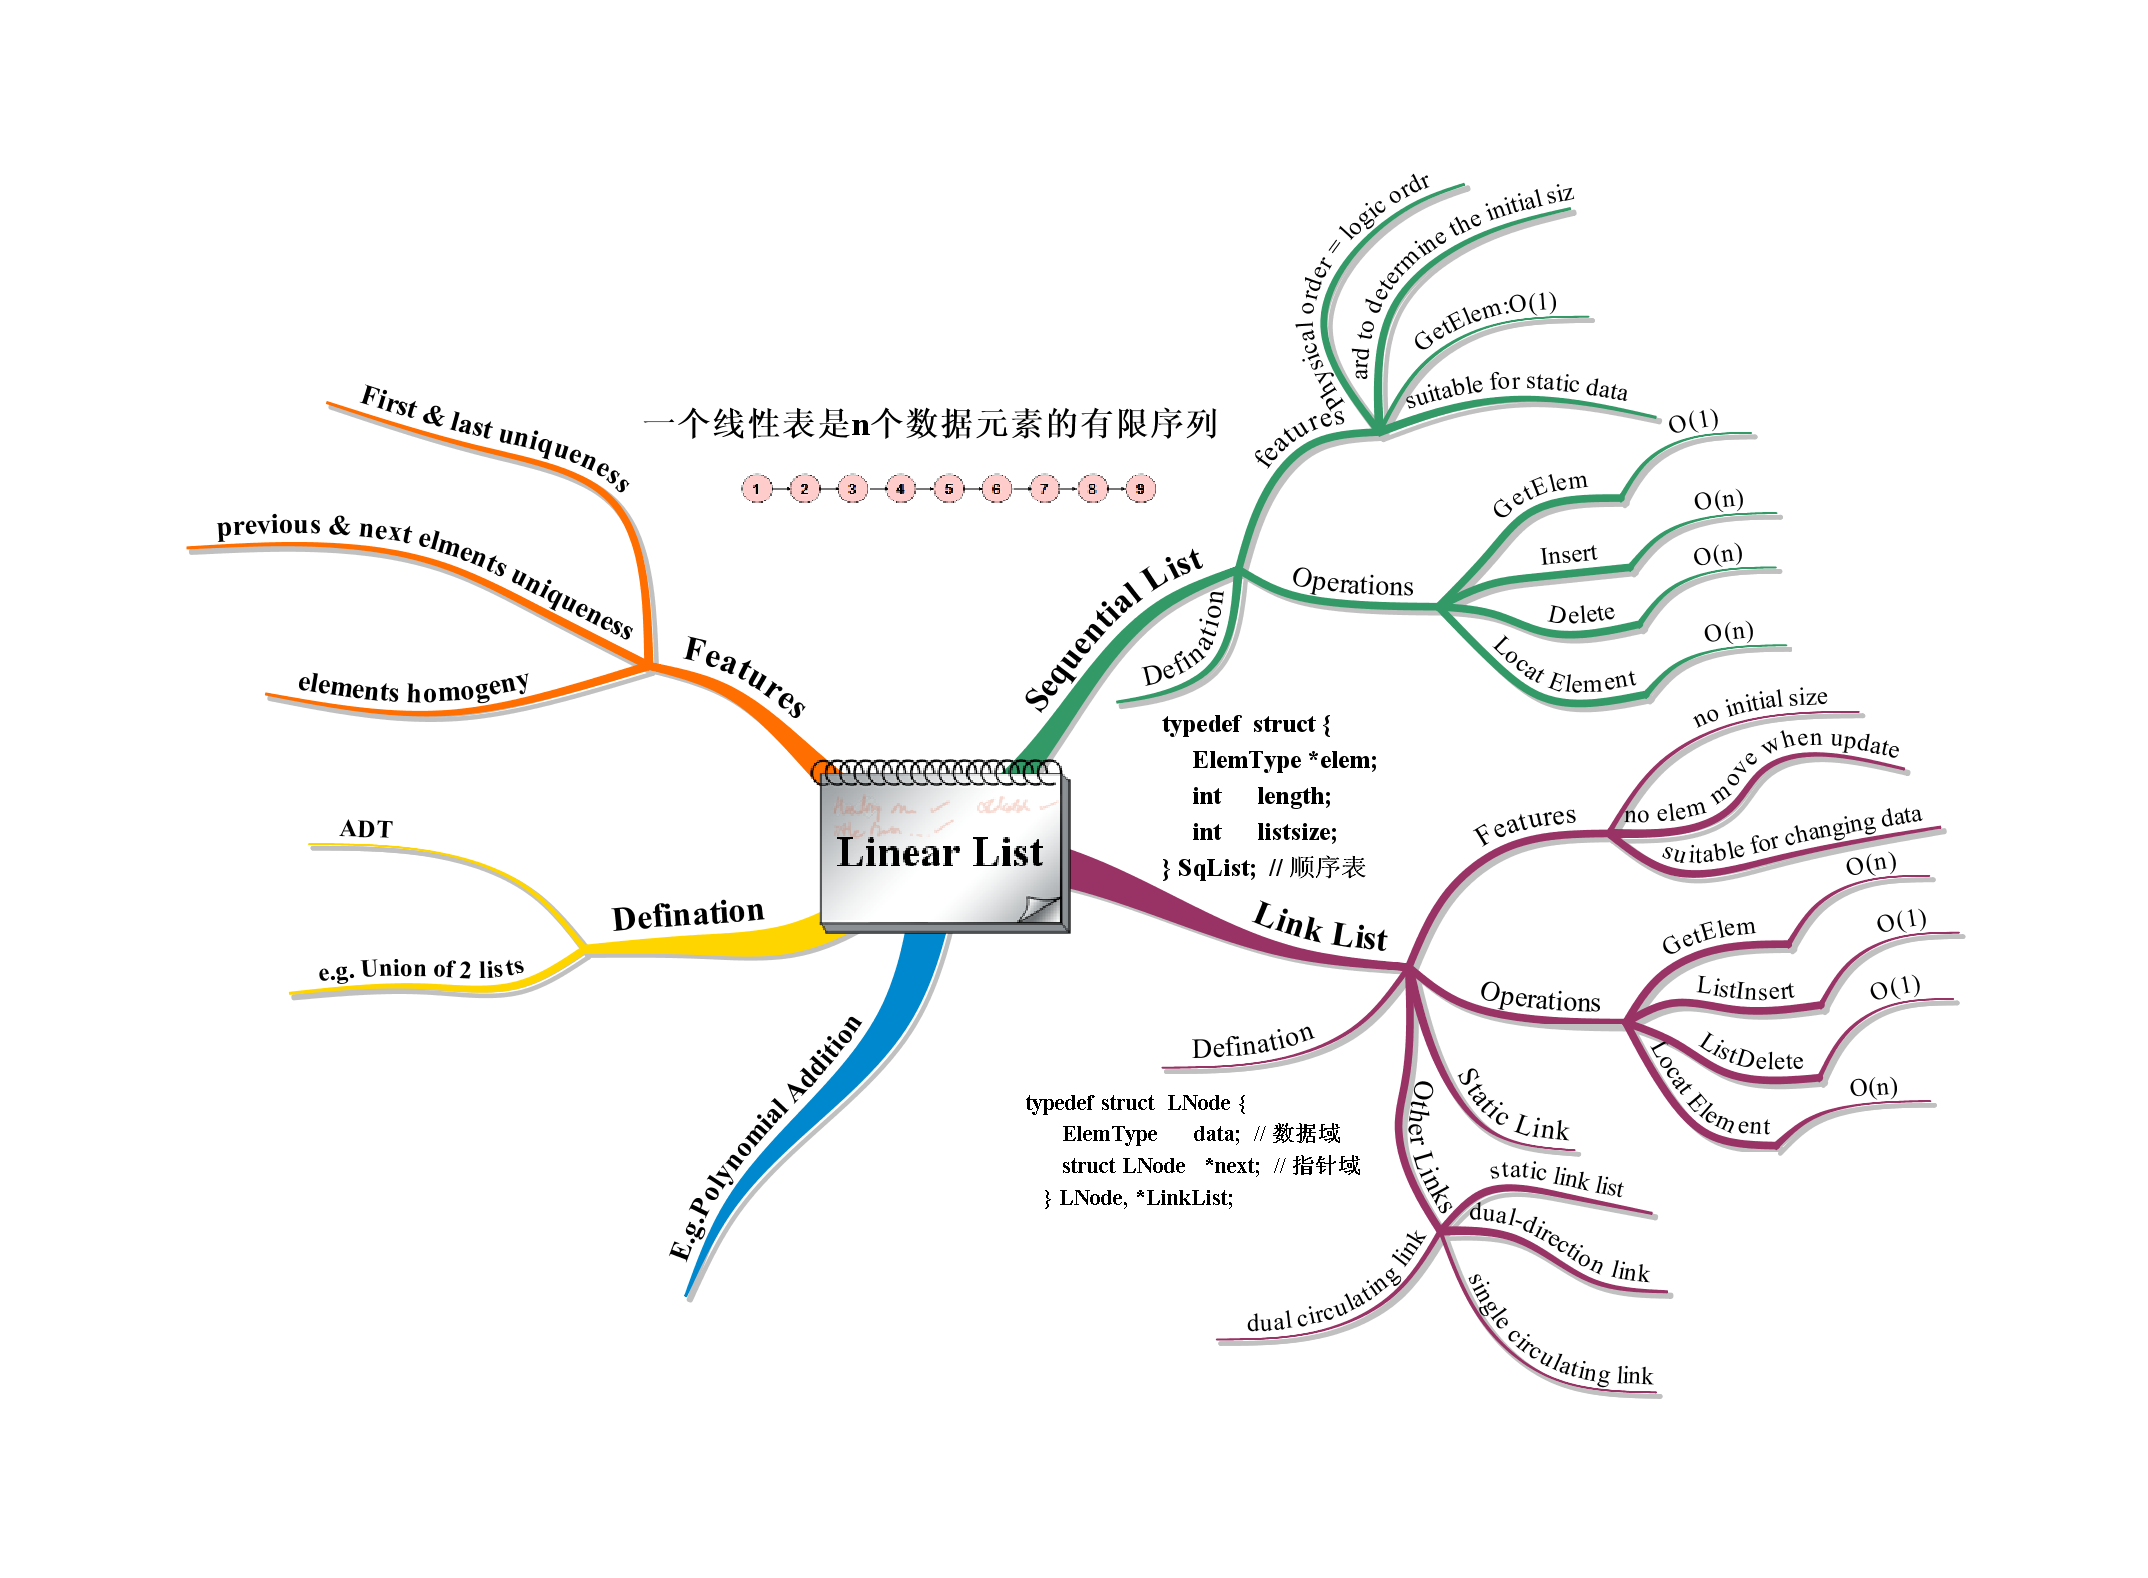 Linear List
Sequential List
features
Physical order = logic ordr
ard to determine the initial siz
GetElem:O(1)
suitable for static data
Operations
GetElem
O(1)
Insert
O(n)
Delete
O(n)
Locat Element
O(n)
Defination
typedef struct {
ElemType *elem;
int length;
int listsize;
} SqList; // 顺序表
Link List
Features
no initial size
no elem move when update
suitable for changing data
Operations
GetElem
O(n)
ListInsert
O(1)
ListDelete
O(1)
Locat Element
O(n)
Static Link
Other Links
static link list
dual-direction link
single circulating link
dual circulating link
Defination
typedef struct LNode {
ElemType data; // 数据域
struct LNode *next; // 指针域
} LNode, *LinkList;
E.g.Polynomial Addition
Defination
ADT
e.g. Union of 2 lists
Features
First & last uniqueness
previous & next elments uniqueness
elements homogeny
一个线性表是n个数据元素的有限序列
1 2 3 4 5 6 7 8 9